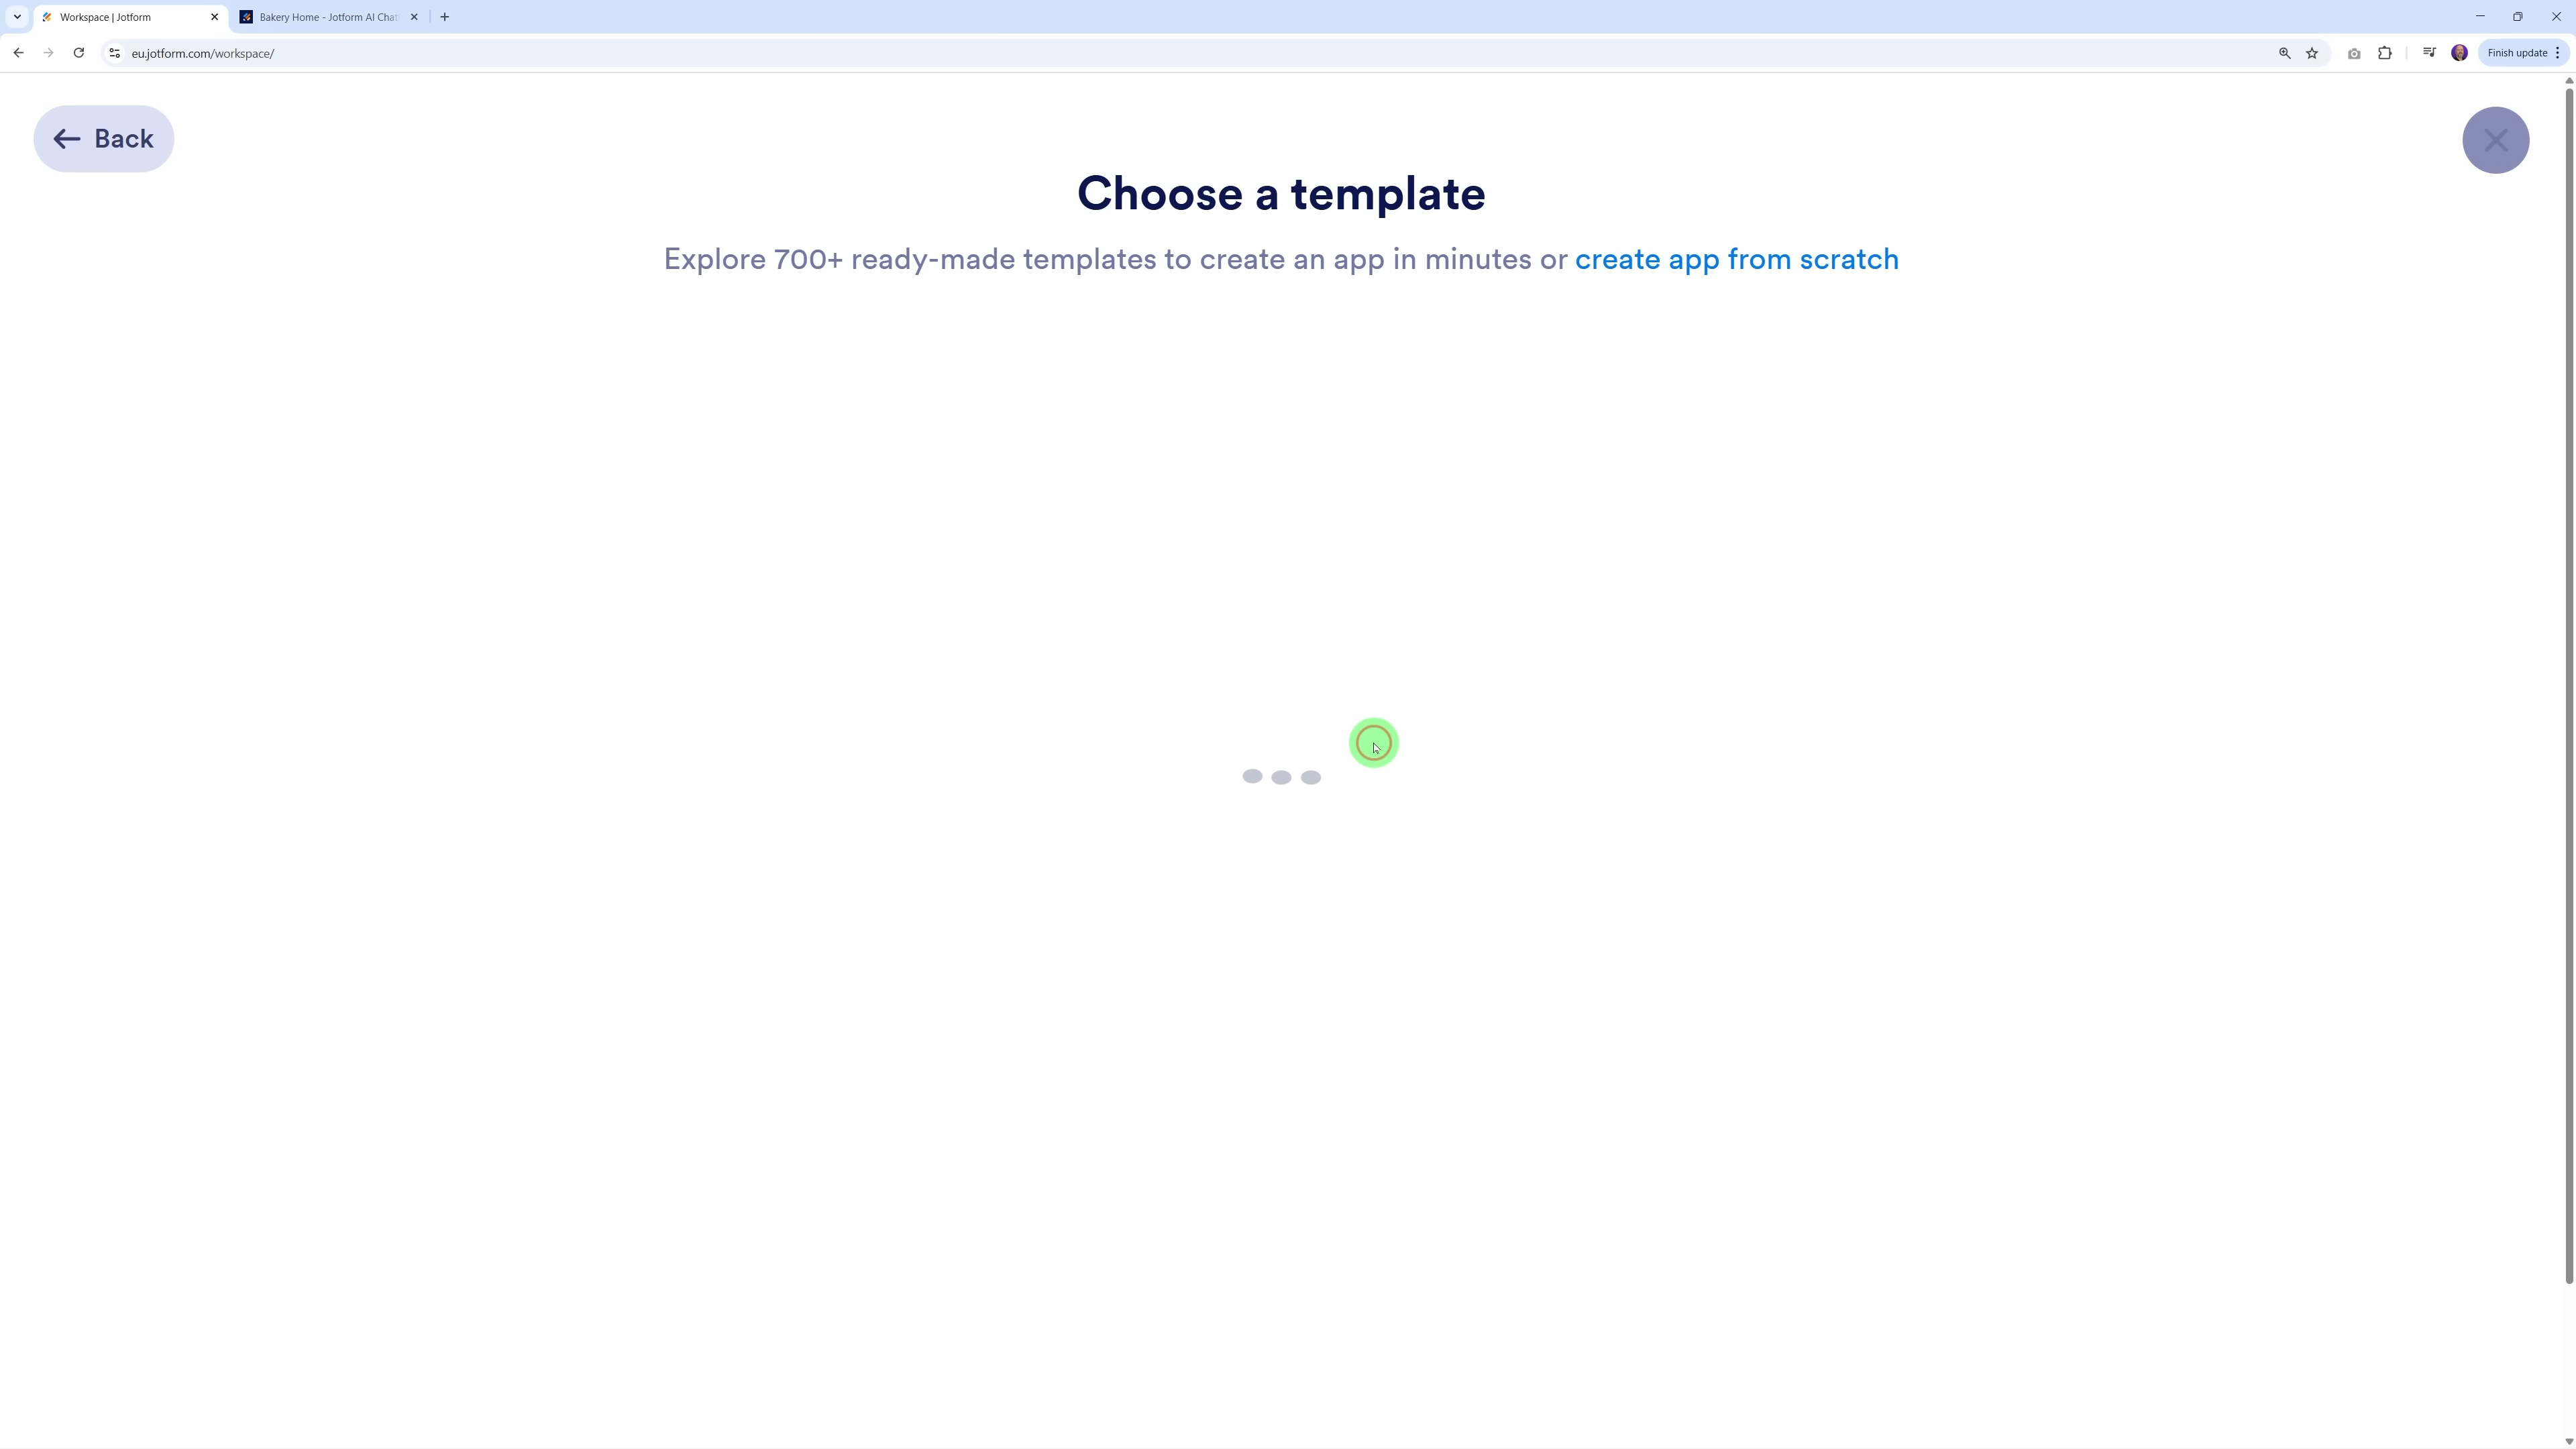 Workspace | Jotform
Bakery Home - Jotform AI Chat
eu.jotform.com/workspace/
Finish update
Back
Choose a template
Explore 700+ ready-made templates to create an app in minutes or create app from scratch